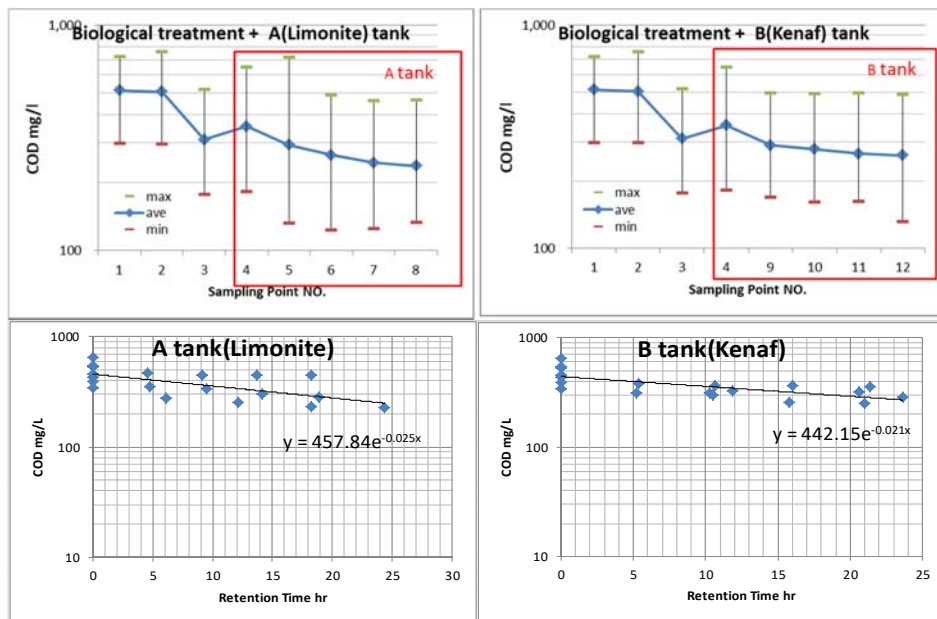 Biological treatment + A(Limonite) tank
1,000
A tank
COD mg/l
max
ave
min
100
1 2 3 4 5 6 7 8
Sampling Point NO.
Biological treatment + B(Kenaf) tank
1,000
B tank
COD mg/l
max
ave
min
100
1 2 3 4 9 10 11 12
Sampling Point NO.
A tank(Limonite)
1000
y = 457.84e^-0.025x
100
COD mg/L
10
0 5 10 15 20 25 30
Retention Time hr
B tank(Kenaf)
1000
y = 442.15e^-0.021x
100
COD mg/L
10
0 5 10 15 20 25
Retention Time hr